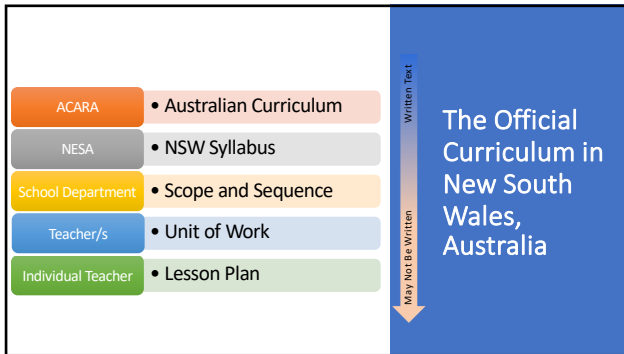 ACARA
• Australian Curriculum
NESA
• NSW Syllabus
School Department
• Scope and Sequence
Teacher/s
• Unit of Work
Individual Teacher
• Lesson Plan
Written Text
May Not Be Written
The Official
Curriculum in
New South
Wales,
Australia